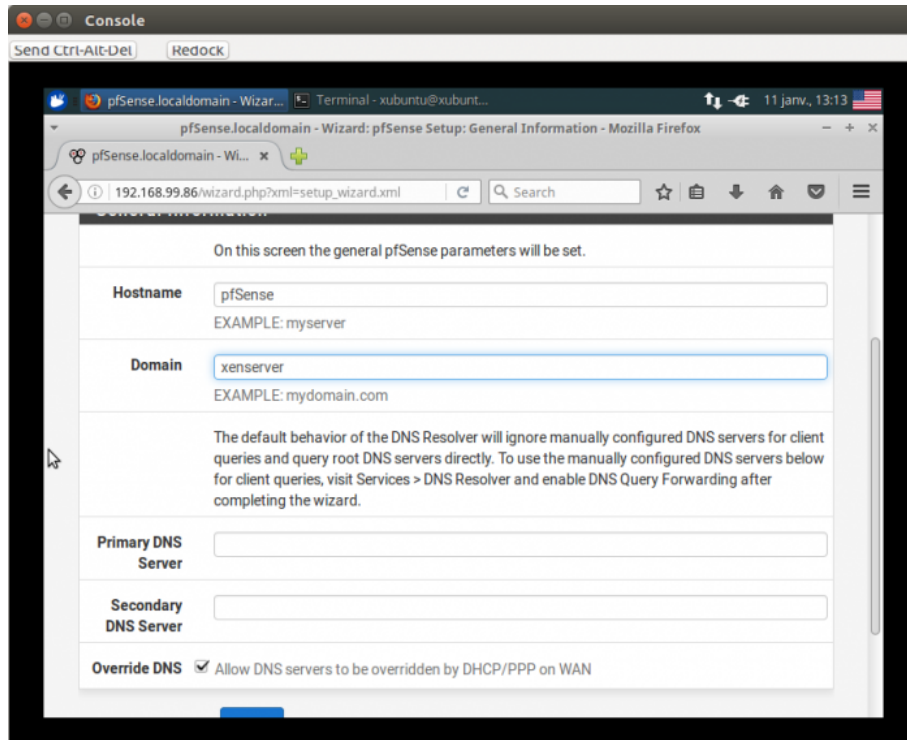 Console
Send Ctrl-Alt-Del Redock
pfSense.localdomain - Wizar... Terminal - xubuntu@xubunt... 11 janv., 13:13
pfSense.localdomain - Wizard: pfSense Setup: General Information - Mozilla Firefox
pfSense.localdomain - Wi...
192.168.99.86/wizard.php?xml=setup_wizard.xml Search
General Information
On this screen the general pfSense parameters will be set.
Hostname pfSense
EXAMPLE: myserver
Domain xenserver
EXAMPLE: mydomain.com
The default behavior of the DNS Resolver will ignore manually configured DNS servers for client
queries and query root DNS servers directly. To use the manually configured DNS servers below
for client queries, visit Services > DNS Resolver and enable DNS Query Forwarding after
completing the wizard.
Primary DNS
Server
Secondary
DNS Server
Override DNS Allow DNS servers to be overridden by DHCP/PPP on WAN